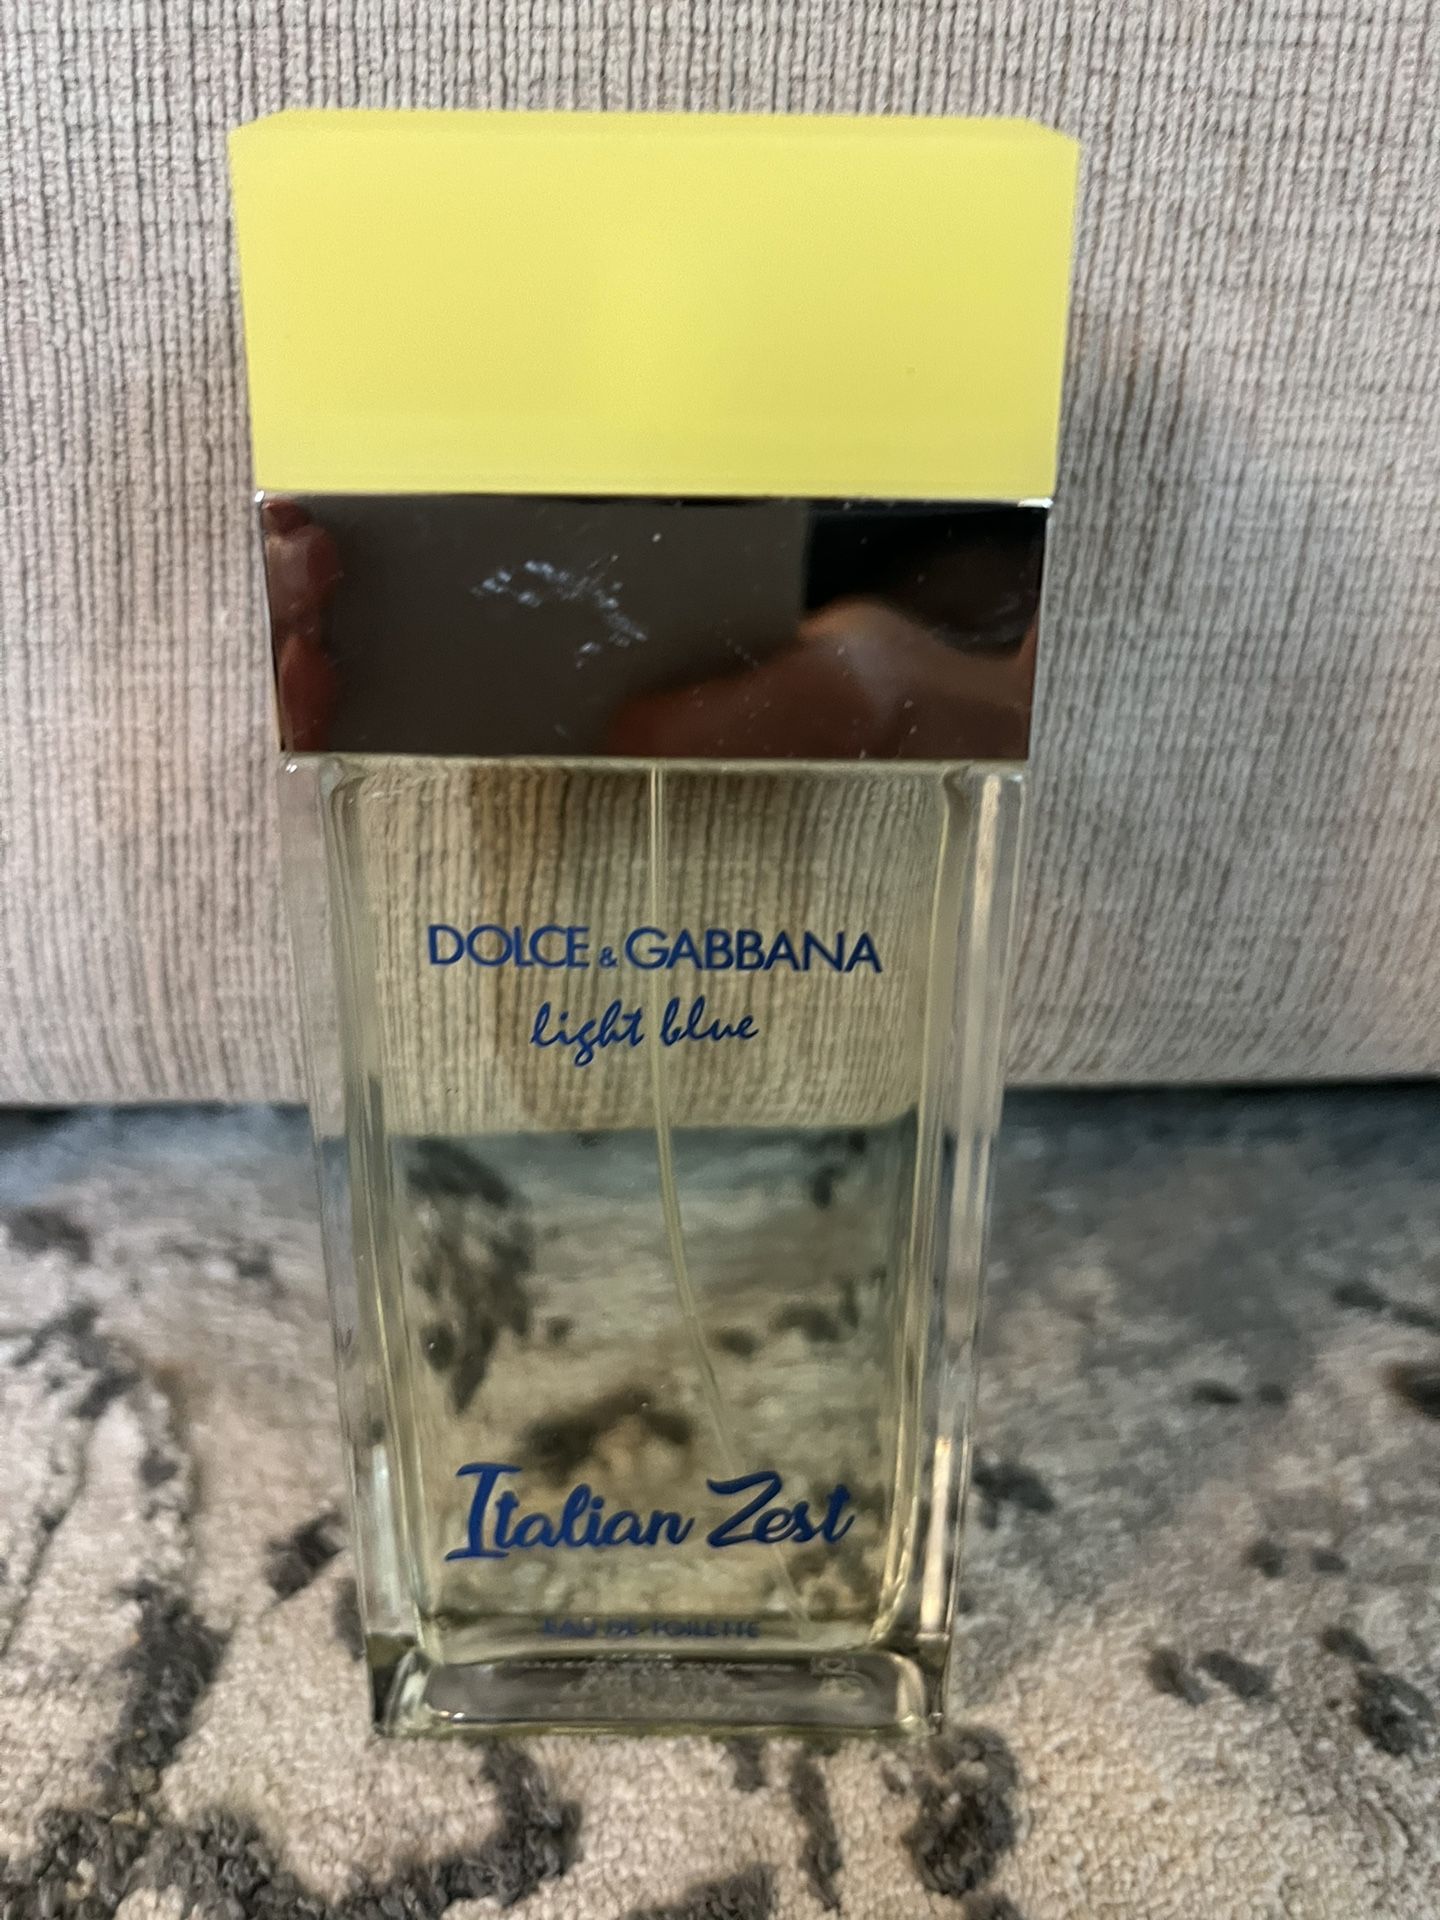 DOLCE & GABBANA
light blue
Italian Zest
EAU DE TOILETTE